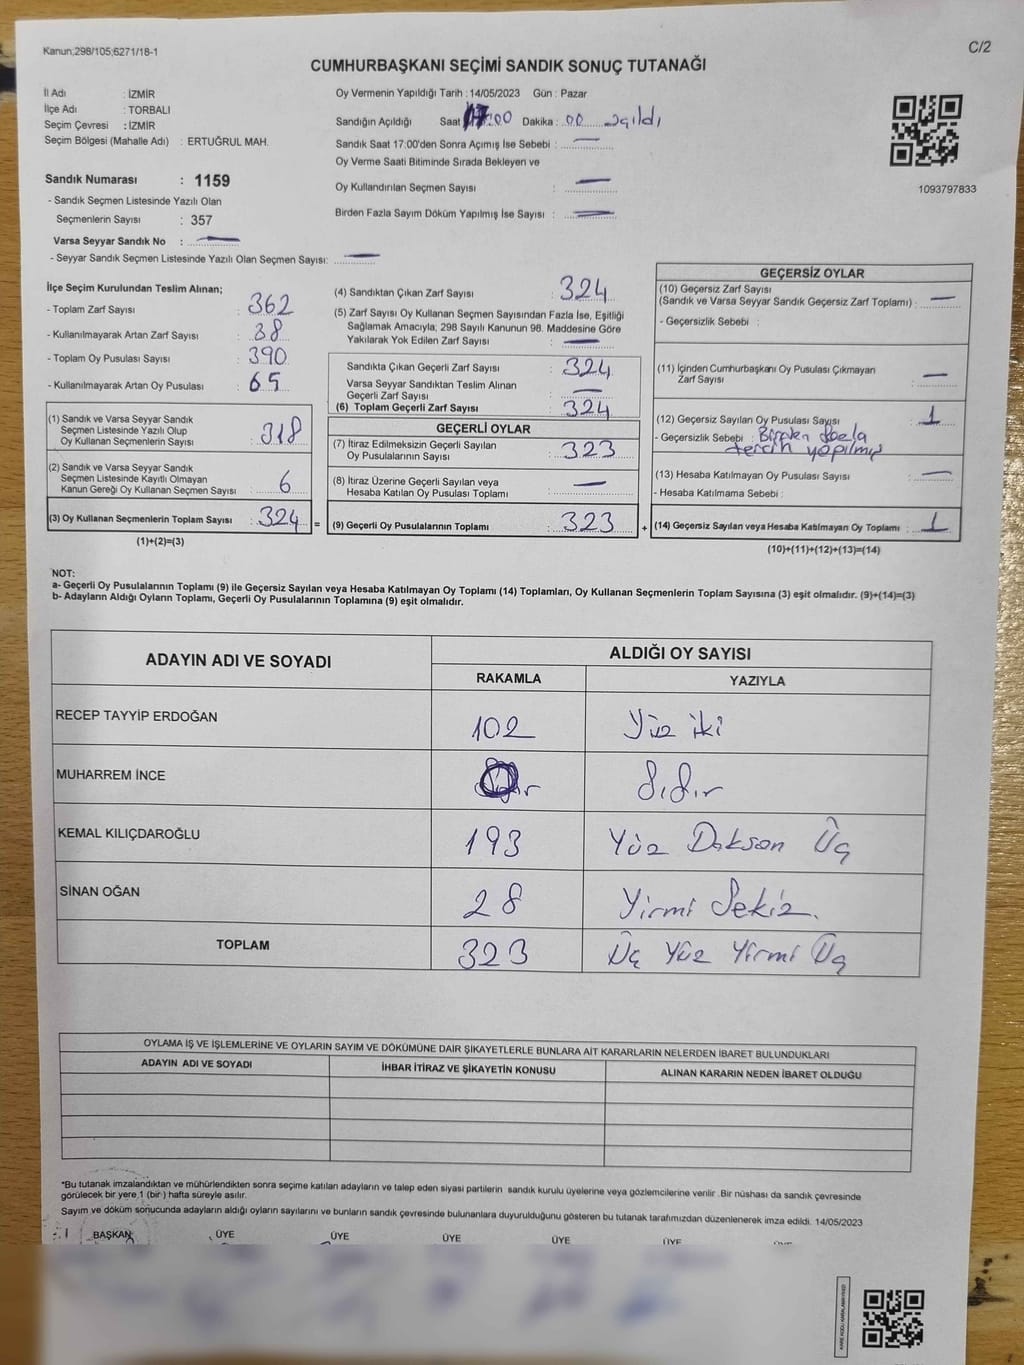 Kanun;298/105;6271/18-1
C/2
CUMHURBAŞKANI SEÇİMİ SANDIK SONUÇ TUTANAĞI
İl Adı : İZMİR
İlçe Adı : TORBALI
Seçim Çevresi : İZMİR
Seçim Bölgesi (Mahalle Adı) : ERTUĞRUL MAH.
Sandık Numarası : 1159
- Sandık Seçmen Listesinde Yazılı Olan
Seçmenlerin Sayısı : 357
Varsa Seyyar Sandık No :
- Seyyar Sandık Seçmen Listesinde Yazılı Olan Seçmen Sayısı:
Oy Vermenin Yapıldığı Tarih : 14/05/2023 Gün : Pazar
Sandığın Açıldığı Saat 17:00 Dakika : 00 açıldı
Sandık Saat 17:00'den Sonra Açımış İse Sebebi :
Oy Verme Saati Bitiminde Sırada Bekleyen ve
Oy Kullandırılan Seçmen Sayısı :
Birden Fazla Sayım Döküm Yapılmış İse Sayısı :
1093797833
İlçe Seçim Kurulundan Teslim Alınan;
- Toplam Zarf Sayısı : 362
- Kullanılmayarak Artan Zarf Sayısı : 38
- Toplam Oy Pusulası Sayısı : 390
- Kullanılmayarak Artan Oy Pusulası : 65
(1) Sandık ve Varsa Seyyar Sandık
Seçmen Listesinde Yazılı Olup
Oy Kullanan Seçmenlerin Sayısı : 318
(2) Sandık ve Varsa Seyyar Sandık
Seçmen Listesinde Kayıtlı Olmayan
Kanun Gereği Oy Kullanan Seçmen Sayısı : 6
(3) Oy Kullanan Seçmenlerin Toplam Sayısı : 324 =
(1)+(2)=(3)
(4) Sandıktan Çıkan Zarf Sayısı : 324
(5) Zarf Sayısı Oy Kullanan Seçmen Sayısından Fazla İse, Eşitliği
Sağlamak Amacıyla; 298 Sayılı Kanunun 98. Maddesine Göre
Yakılarak Yok Edilen Zarf Sayısı :
Sandıkta Çıkan Geçerli Zarf Sayısı : 324
Varsa Seyyar Sandıktan Teslim Alınan
Geçerli Zarf Sayısı :
(6) Toplam Geçerli Zarf Sayısı : 324
GEÇERLİ OYLAR
(7) İtiraz Edilmeksizin Geçerli Sayılan
Oy Pusulalarının Sayısı : 323
(8) İtiraz Üzerine Geçerli Sayılan veya
Hesaba Katılan Oy Pusulası Toplamı :
(9) Geçerli Oy Pusulalarının Toplamı : 323 +
GEÇERSİZ OYLAR
(10) Geçersiz Zarf Sayısı
(Sandık ve Varsa Seyyar Sandık Geçersiz Zarf Toplamı) :
- Geçersizlik Sebebi :
(11) İçinden Cumhurbaşkanı Oy Pusulası Çıkmayan
Zarf Sayısı :
(12) Geçersiz Sayılan Oy Pusulası Sayısı : 1
- Geçersizlik Sebebi : Birden fazla
tercih yapılmış
(13) Hesaba Katılmayan Oy Pusulası Sayısı :
- Hesaba Katılmama Sebebi :
(14) Geçersiz Sayılan veya Hesaba Katılmayan Oy Toplamı : 1
(10)+(11)+(12)+(13)=(14)
NOT:
a- Geçerli Oy Pusulalarının Toplamı (9) ile Geçersiz Sayılan veya Hesaba Katılmayan Oy Toplamı (14) Toplamları, Oy Kullanan Seçmenlerin Toplam Sayısına (3) eşit olmalıdır. (9)+(14)=(3)
b- Adayların Aldığı Oyların Toplamı, Geçerli Oy Pusulalarının Toplamına (9) eşit olmalıdır.
ADAYIN ADI VE SOYADI
ALDIĞI OY SAYISI
RAKAMLA YAZIYLA
RECEP TAYYİP ERDOĞAN 102 Yüz iki
MUHARREM İNCE Sıfır
KEMAL KILIÇDAROĞLU 193 Yüz Doksan Üç
SİNAN OĞAN 28 Yirmi Sekiz.
TOPLAM 323 Üç Yüz Yirmi Üç
OYLAMA İŞ VE İŞLEMLERİNE VE OYLARIN SAYIM VE DÖKÜMÜNE DAİR ŞİKAYETLERLE BUNLARA AİT KARARLARIN NELERDEN İBARET BULUNDUKLARI
ADAYIN ADI VE SOYADI İHBAR İTİRAZ VE ŞİKAYETİN KONUSU ALINAN KARARIN NEDEN İBARET OLDUĞU
*Bu tutanak imzalandıktan ve mühürlendikten sonra seçime katılan adayların ve talep eden siyasi partilerin sandık kurulu üyelerine veya gözlemcilerine verilir .Bir nüshası da sandık çevresinde
görülecek bir yere,1 (bir ) hafta süreyle asılır.
Sayım ve döküm sonucunda adayların aldığı oyların sayılarını ve bunların sandık çevresinde bulunanlara duyurulduğunu gösteren bu tutanak tarafımızdan düzenlenerek imza edildi. 14/05/2023
BAŞKAN ÜYE ÜYE ÜYE ÜYE ÜYE